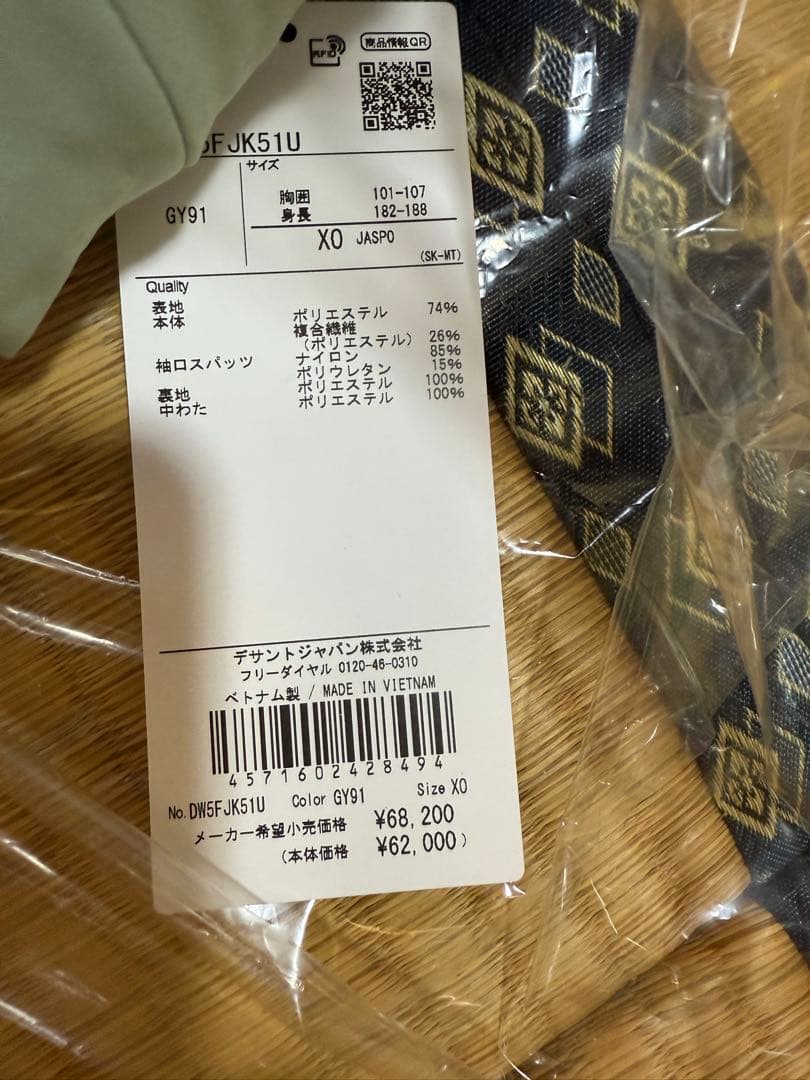 RFID
商品情報QR
5FJK51U
サイズ
GY91
胸囲 101-107
身長 182-188
XO JASPO
(SK-MT)
Quality
表地
本体 ポリエステル 74%
複合繊維
(ポリエステル) 26%
袖口スパッツ ナイロン 85%
ポリウレタン 15%
裏地 ポリエステル 100%
中わた ポリエステル 100%
デサントジャパン株式会社
フリーダイヤル 0120-46-0310
ベトナム製 / MADE IN VIETNAM
4571602428494
No.DW5FJK51U Color GY91 Size XO
メーカー希望小売価格 ¥68,200
(本体価格 ¥62,000)